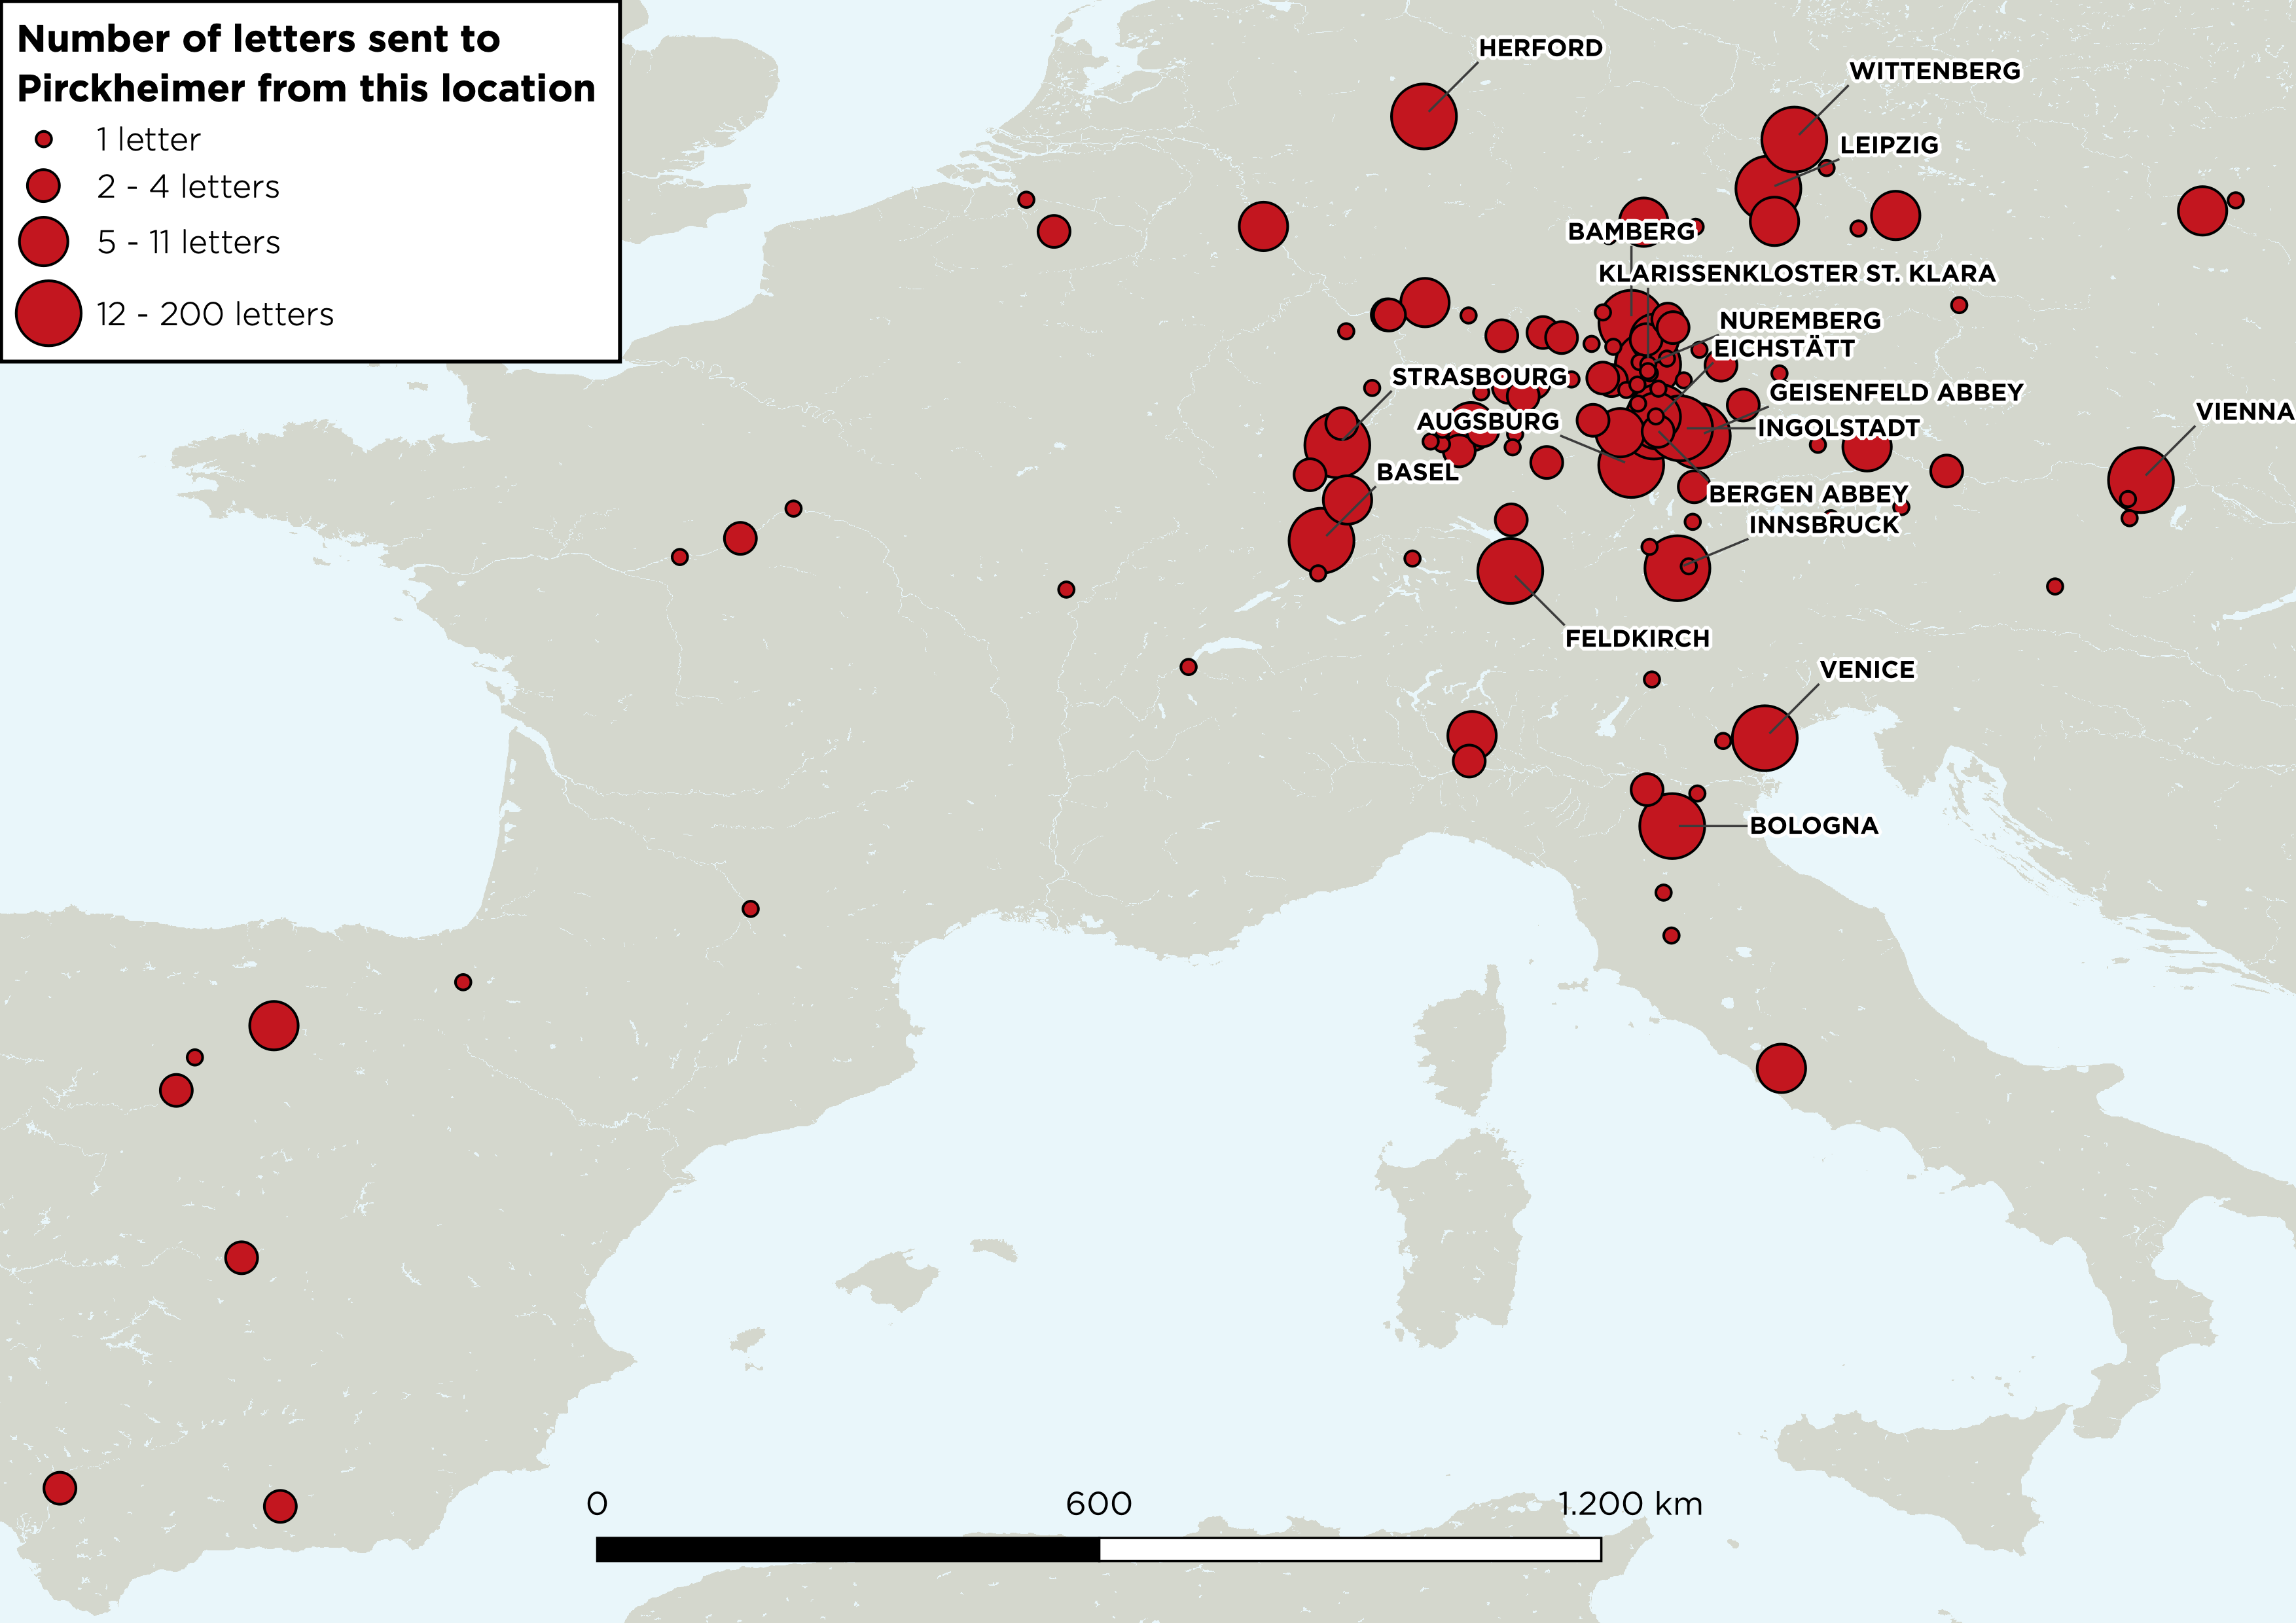 Number of letters sent to
Pirckheimer from this location
1 letter
2 - 4 letters
5 - 11 letters
12 - 200 letters
HERFORD
WITTENBERG
LEIPZIG
BAMBERG
KLARISSENKLOSTER ST. KLARA
NUREMBERG
EICHSTÄTT
STRASBOURG
GEISENFELD ABBEY
VIENNA
AUGSBURG
INGOLSTADT
BASEL
BERGEN ABBEY
INNSBRUCK
FELDKIRCH
VENICE
BOLOGNA
0 600 1.200 km